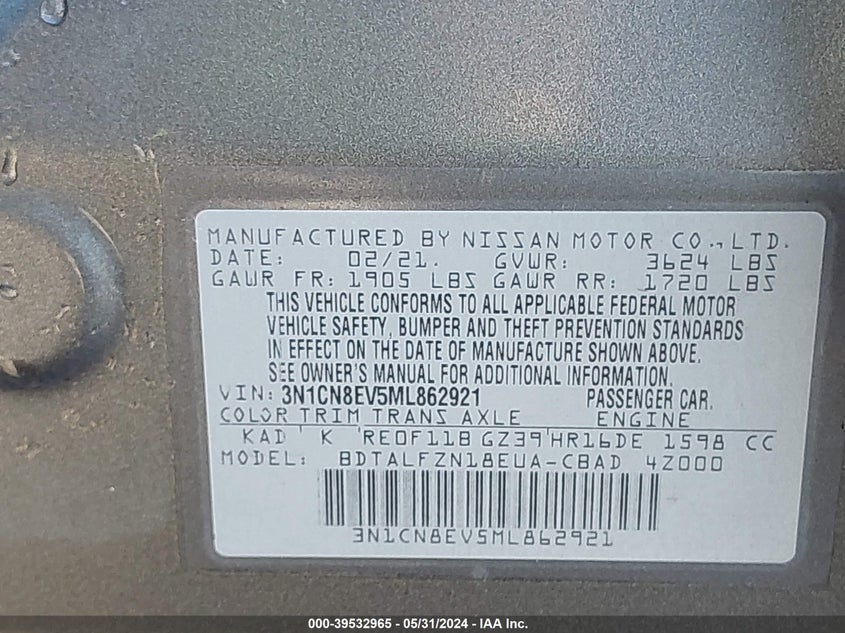 MANUFACTURED BY NISSAN MOTOR CO.,LTD.
DATE: 02/21. GVWR: 3624 LBS
GAWR FR: 1905 LBS GAWR RR: 1720 LBS
THIS VEHICLE CONFORMS TO ALL APPLICABLE FEDERAL MOTOR
VEHICLE SAFETY, BUMPER AND THEFT PREVENTION STANDARDS
IN EFFECT ON THE DATE OF MANUFACTURE SHOWN ABOVE.
SEE OWNER'S MANUAL FOR ADDITIONAL INFORMATION.
VIN: 3N1CN8EV5ML862921 PASSENGER CAR.
COLOR TRIM TRANS AXLE ENGINE
KAD K RE0F11B GZ39 HR16DE 1598 CC
MODEL: BDTALFZN18EUA-CBAD 4Z000
3N1CN8EV5ML862921
000-39532965 - 05/31/2024 - IAA Inc.